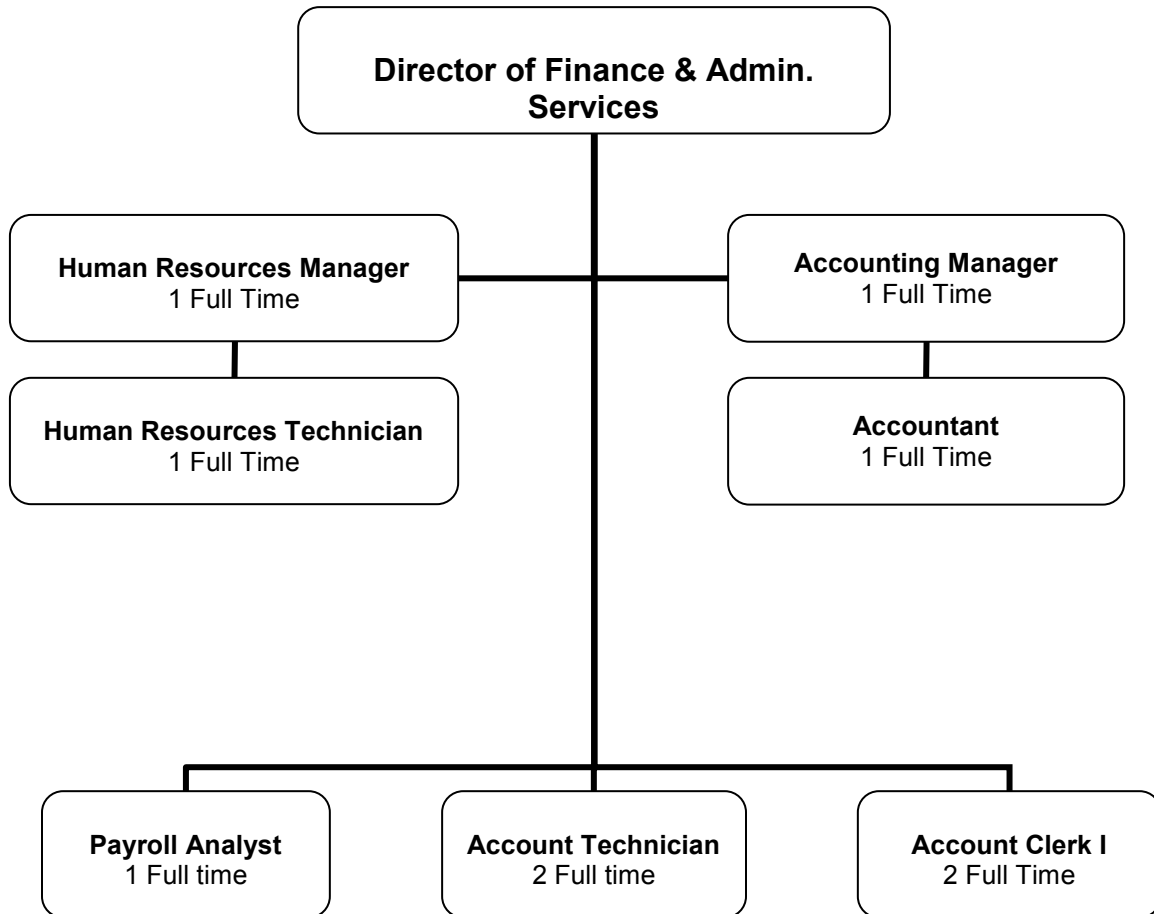 Director of Finance & Admin.
Services
Human Resources Manager
1 Full Time
Accounting Manager
1 Full Time
Human Resources Technician
1 Full Time
Accountant
1 Full Time
Payroll Analyst
1 Full time
Account Technician
2 Full time
Account Clerk I
2 Full Time